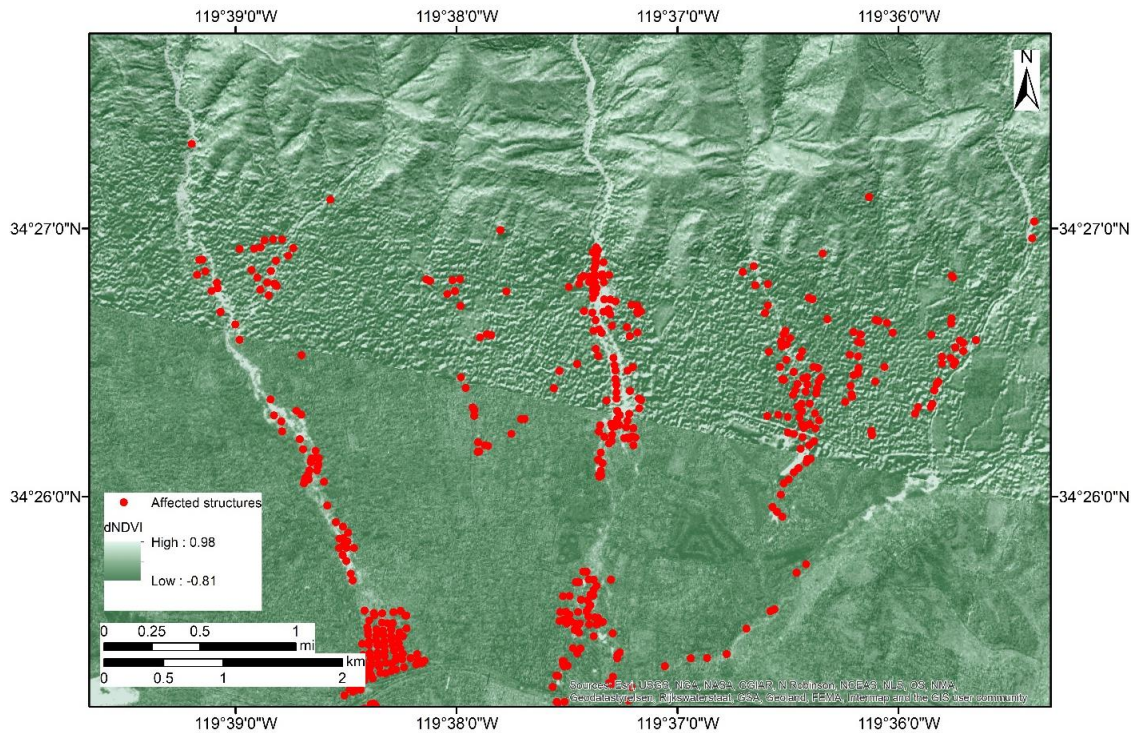 119°39'0"W 119°38'0"W 119°37'0"W 119°36'0"W
N
34°27'0"N 34°27'0"N
34°26'0"N 34°26'0"N
Affected structures
dNDVI
High : 0.98
Low : -0.81
0 0.25 0.5 1
mi
km
0 0.5 1 2
Sources: Esri, USGS, NGA, NASA, CGIAR, N Robinson, NCEAS, NLS, OS, NMA,
Geodatastyrelsen, Rijkswaterstaat, GSA, Geoland, FEMA, Intermap and the GIS user community
119°39'0"W 119°38'0"W 119°37'0"W 119°36'0"W